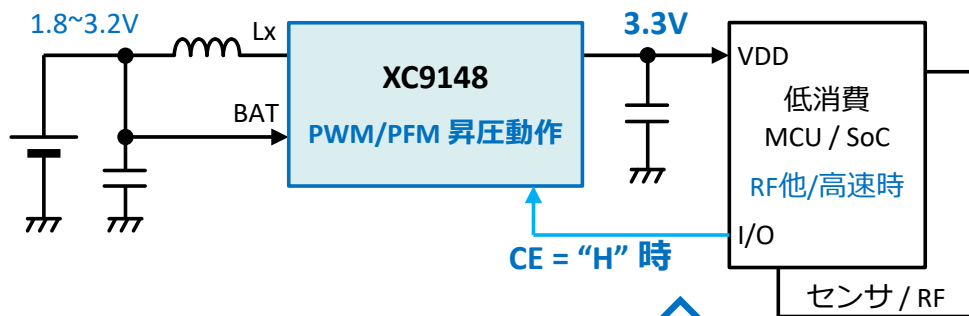 1.8~3.2V
Lx
3.3V
VDD
XC9148
低消費
BAT
PWM/PFM 昇圧動作
MCU / SoC
RF他/高速時
I/O
CE = “H” 時
センサ / RF